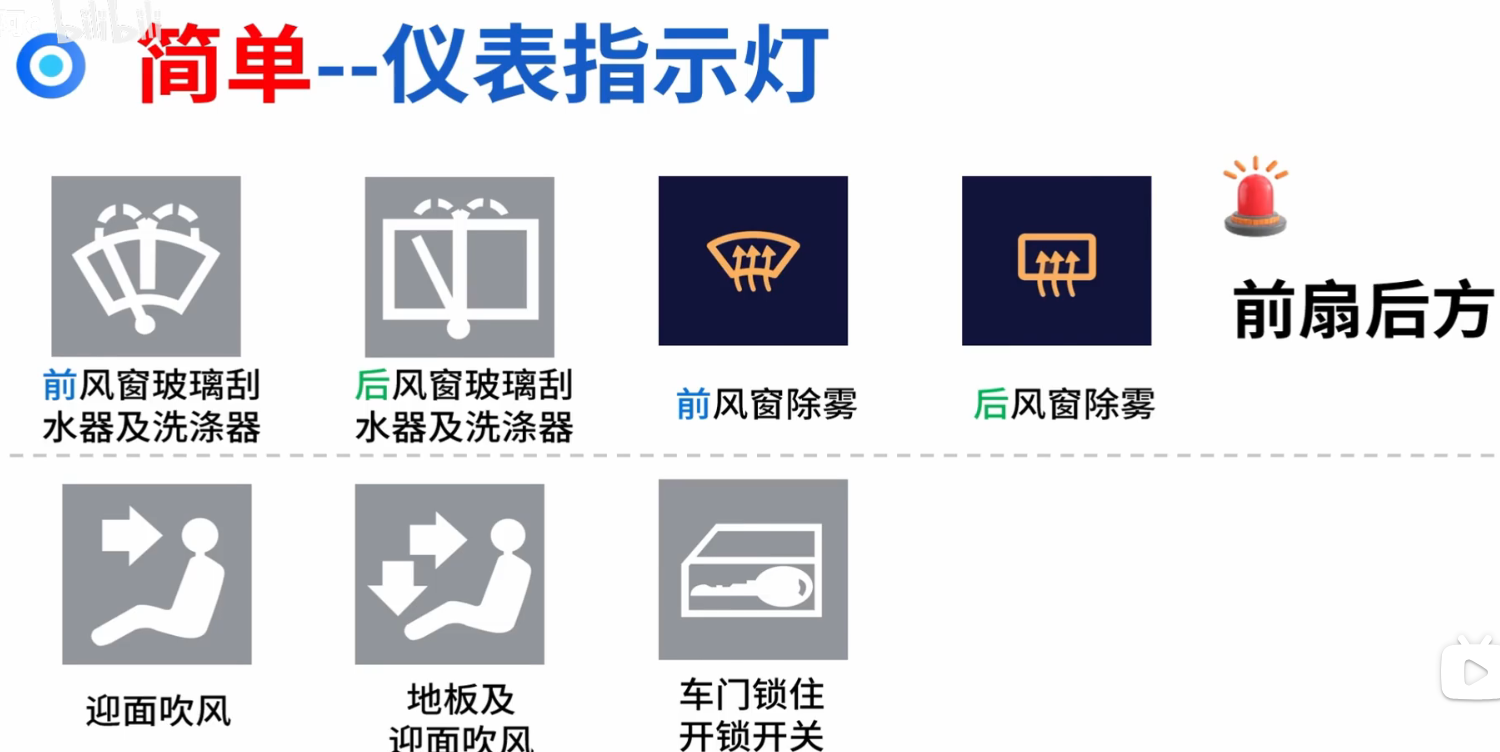 bilibili
简单--仪表指示灯
前风窗玻璃刮
水器及洗涤器
后风窗玻璃刮
水器及洗涤器
前风窗除雾
后风窗除雾
前扇后方
迎面吹风
地板及
迎面吹风
车门锁住
开锁开关